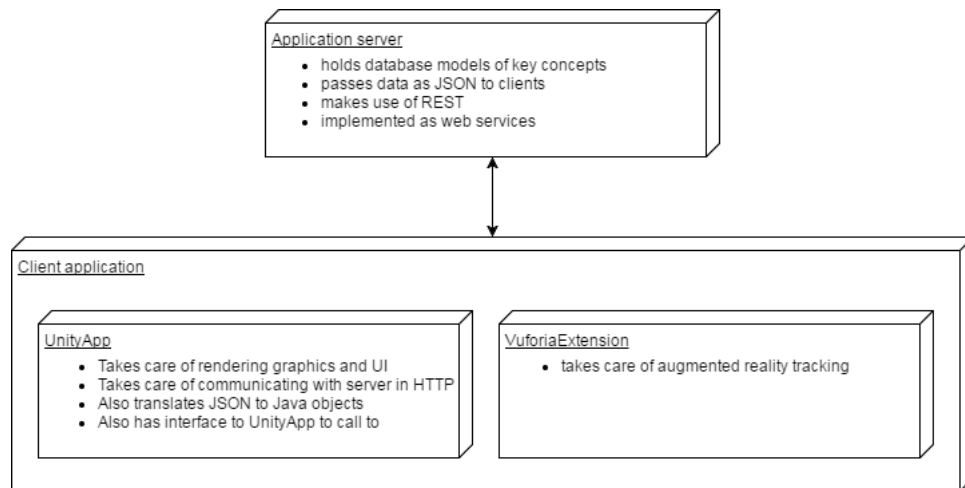 Application server
• holds database models of key concepts
• passes data as JSON to clients
• makes use of REST
• implemented as web services
Client application
UnityApp
• Takes care of rendering graphics and UI
• Takes care of communicating with server in HTTP
• Also translates JSON to Java objects
• Also has interface to UnityApp to call to
VuforiaExtension
• takes care of augmented reality tracking